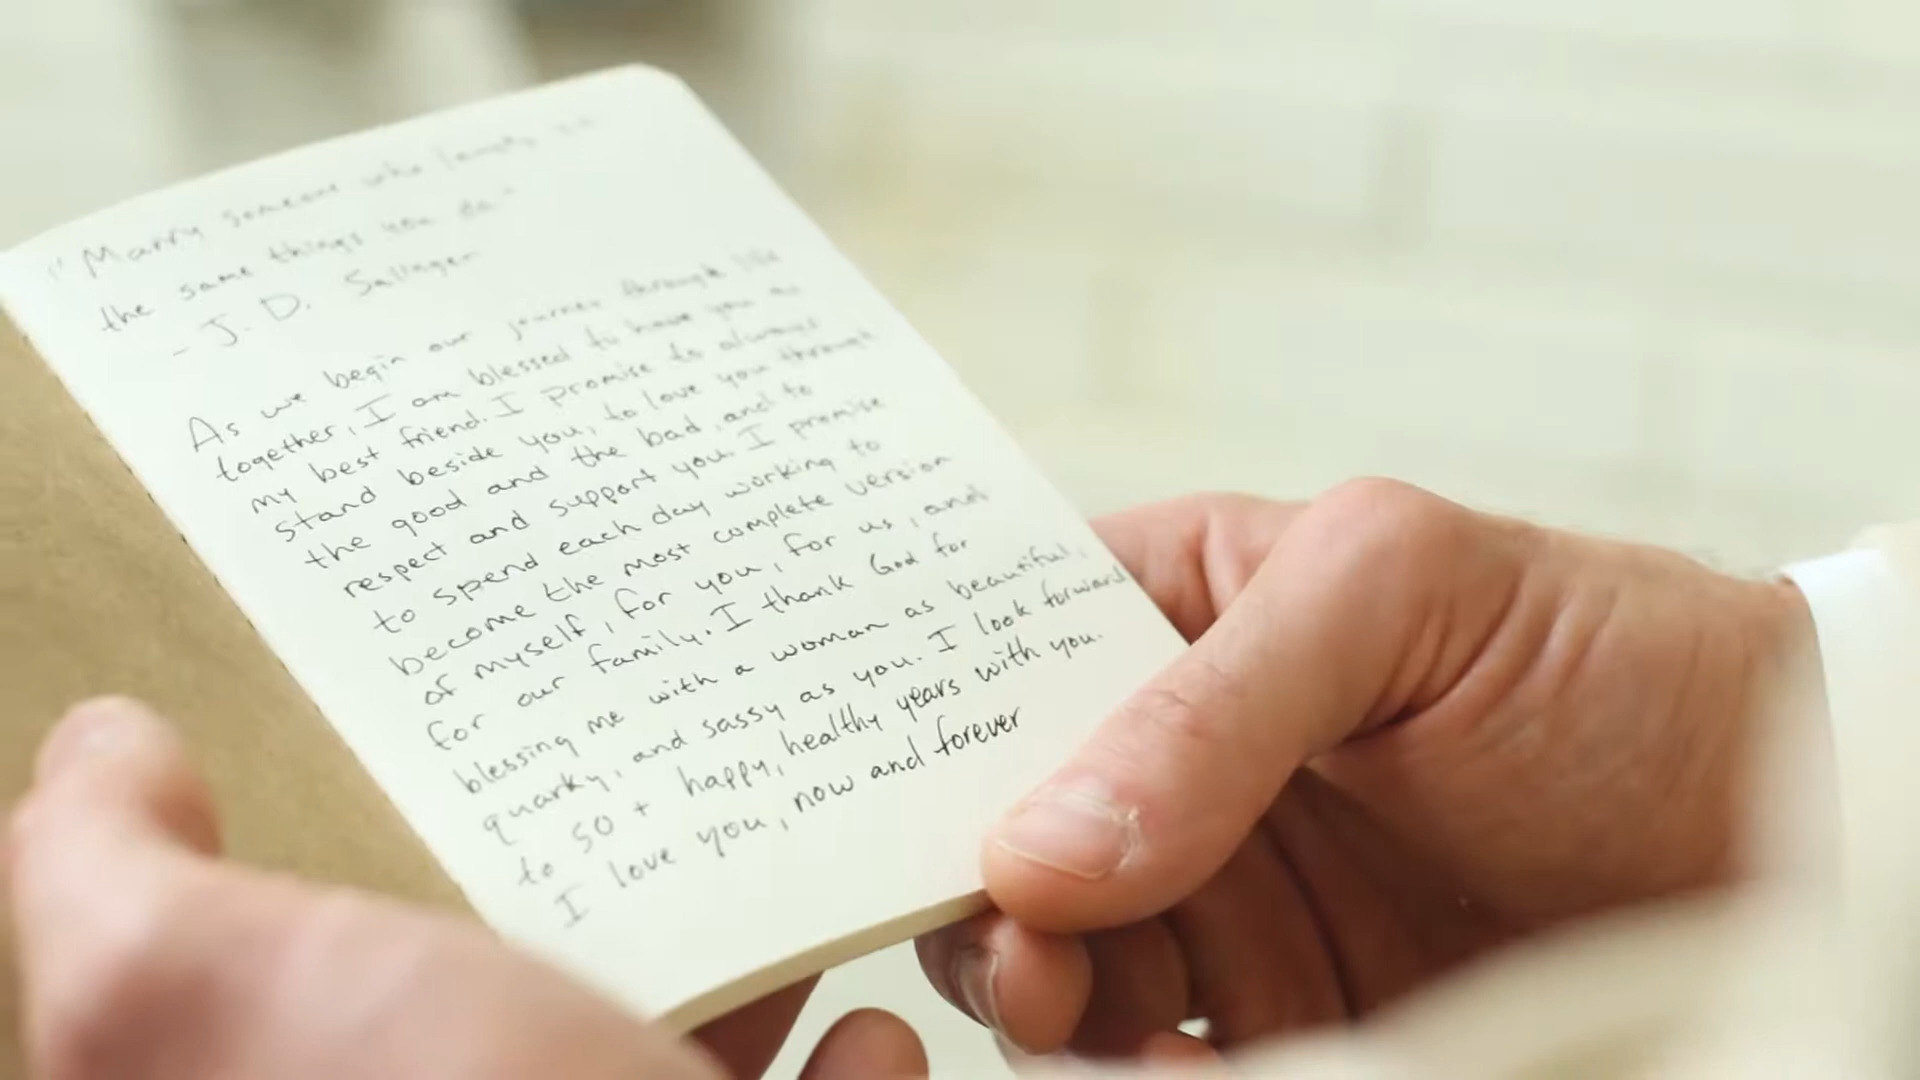 "Marry someone who laughs at
the same things you do"
- J. D. Salinger
As we begin our journey through life
together, I am blessed to have you as
my best friend. I promise to always
stand beside you, to love you through
the good and the bad, and to
respect and support you. I promise
to spend each day working to
become the most complete version
of myself, for you, for us, and
for our family. I thank God for
blessing me with a woman as beautiful,
quarky, and sassy as you. I look forward
to 50 + happy, healthy years with you.
I love you, now and forever